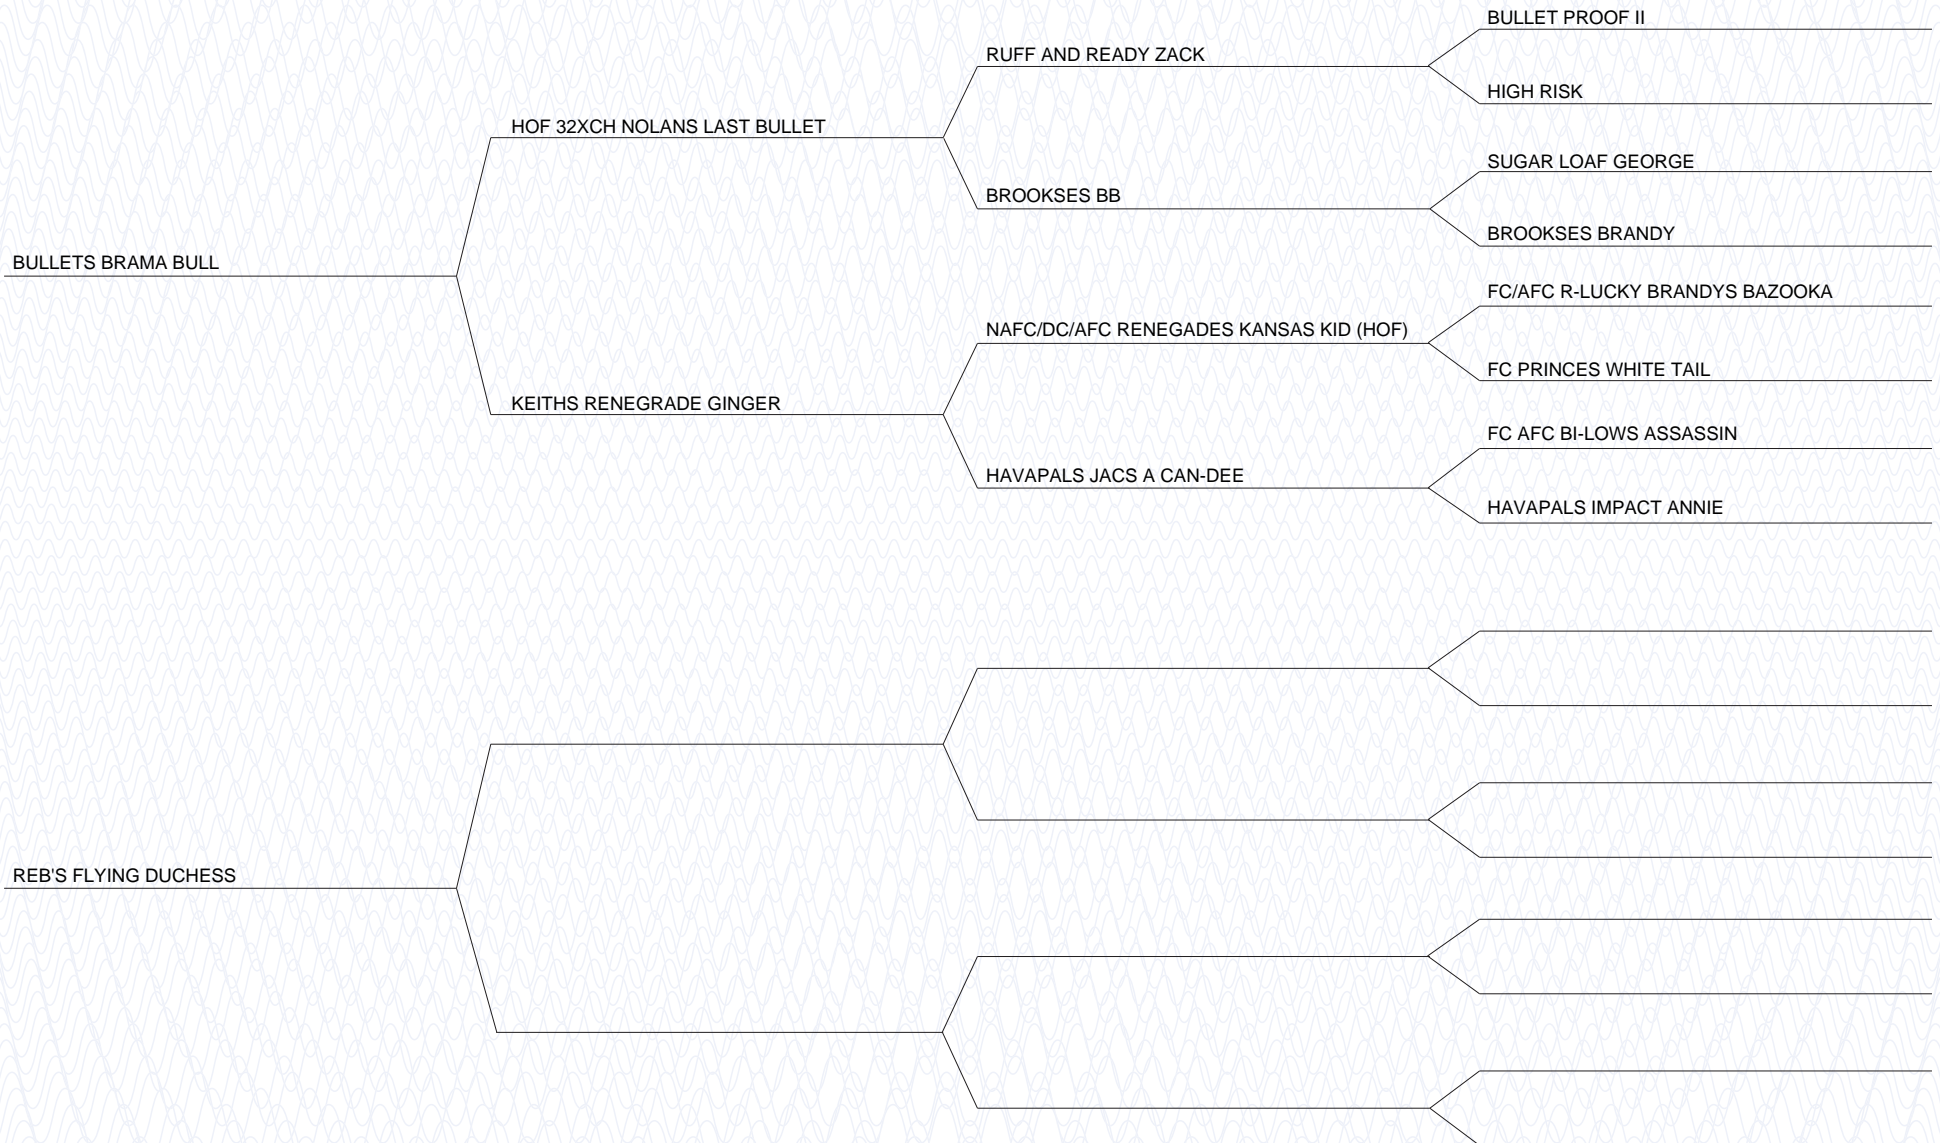 BULLET PROOF II
RUFF AND READY ZACK
HIGH RISK
HOF 32XCH NOLANS LAST BULLET
SUGAR LOAF GEORGE
BROOKSES BB
BROOKSES BRANDY
BULLETS BRAMA BULL
FC/AFC R-LUCKY BRANDYS BAZOOKA
NAFC/DC/AFC RENEGADES KANSAS KID (HOF)
FC PRINCES WHITE TAIL
KEITHS RENEGRADE GINGER
FC AFC BI-LOWS ASSASSIN
HAVAPALS JACS A CAN-DEE
HAVAPALS IMPACT ANNIE
REB'S FLYING DUCHESS